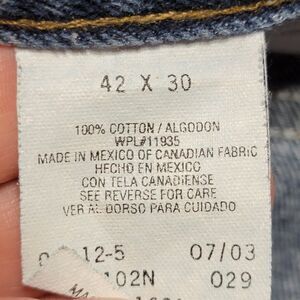 42 X 30
100% COTTON / ALGODON
WPL#11935
MADE IN MEXICO OF CANADIAN FABRIC
HECHO EN MEXICO
CON TELA CANADIENSE
SEE REVERSE FOR CARE
VER AL DORSO PARA CUIDADO
12-5 07/03
102N 029